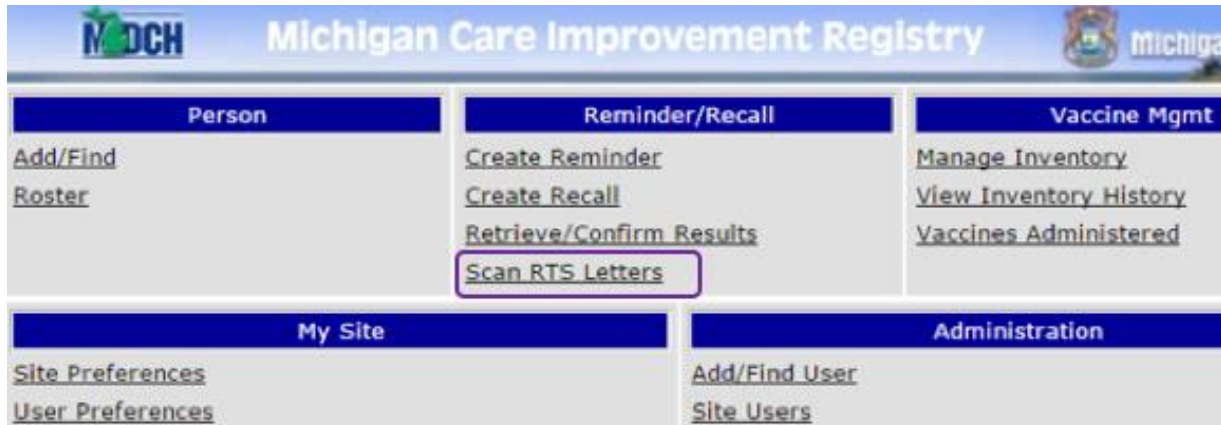 MDCH Michigan Care Improvement Registry
Person
Add/Find
Roster
Reminder/Recall
Create Reminder
Create Recall
Retrieve/Confirm Results
Scan RTS Letters
Vaccine Mgmt
Manage Inventory
View Inventory History
Vaccines Administered
My Site
Site Preferences
User Preferences
Administration
Add/Find User
Site Users